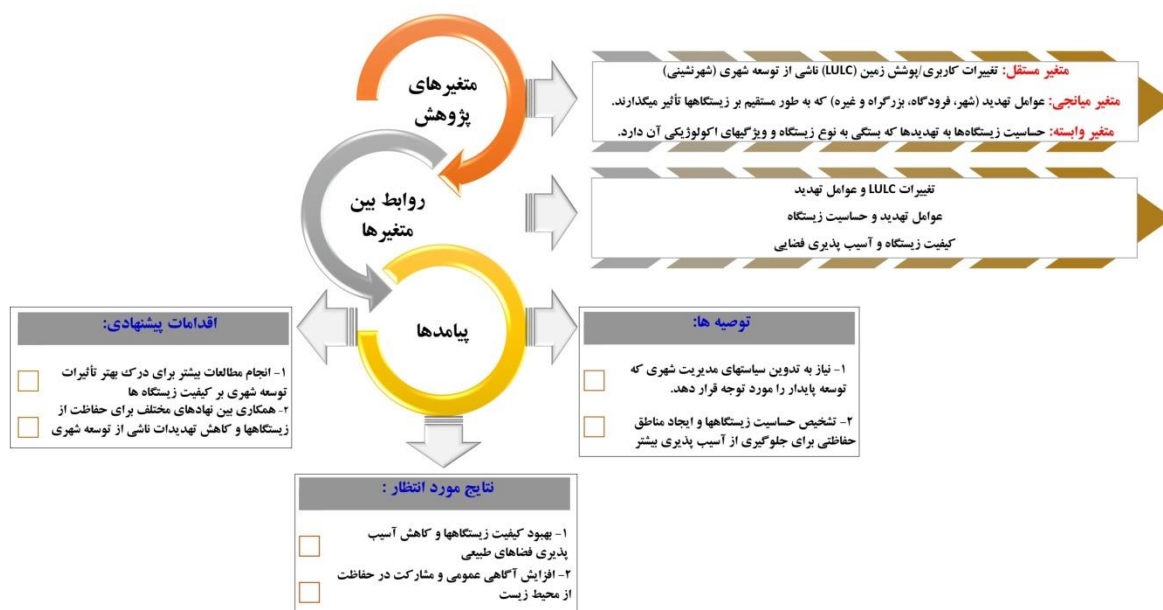 متغیرهای
پژوهش
متغیر مستقل: تغییرات کاربری/پوشش زمین (LULC) ناشی از توسعه شهری (شهرنشینی)
متغیر میانجی: عوامل تهدید (شهر، فرودگاه، بزرگراه و غیره) که به طور مستقیم بر زیستگاهها تأثیر میگذارند.
متغیر وابسته: حساسیت زیستگاه‌ها به تهدیدها که بستگی به نوع زیستگاه و ویژگیهای اکولوژیکی آن دارد.
روابط بین
متغیرها
تغییرات LULC و عوامل تهدید
عوامل تهدید و حساسیت زیستگاه
کیفیت زیستگاه و آسیب پذیری فضایی
پیامدها
توصیه ها:
۱- نیاز به تدوین سیاستهای مدیریت شهری که
توسعه پایدار را مورد توجه قرار دهد.
۲- تشخیص حساسیت زیستگاهها و ایجاد مناطق
حفاظتی برای جلوگیری از آسیب پذیری بیشتر
اقدامات پیشنهادی:
۱- انجام مطالعات بیشتر برای درک بهتر تأثیرات
توسعه شهری بر کیفیت زیستگاه ها
۲- همکاری بین نهادهای مختلف برای حفاظت از
زیستگاهها و کاهش تهدیدات ناشی از توسعه شهری
نتایج مورد انتظار :
۱- بهبود کیفیت زیستگاهها و کاهش آسیب
پذیری فضاهای طبیعی
۲- افزایش آگاهی عمومی و مشارکت در حفاظت
از محیط زیست